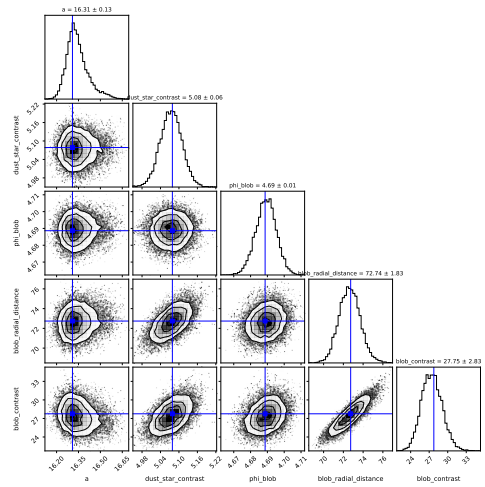 a = 16.31 ± 0.13
dust_star_contrast = 5.08 ± 0.06
phi_blob = 4.69 ± 0.01
blob_radial_distance = 72.74 ± 1.83
blob_contrast = 27.75 ± 2.83
dust_star_contrast
5.22
5.16
5.10
5.04
4.98
phi_blob
4.71
4.69
4.68
4.67
blob_radial_distance
76
74
72
70
blob_contrast
33
30
27
24
16.20 16.35 16.50 16.65
4.98 5.04 5.10 5.16 5.22
4.67 4.68 4.69 4.71
70 72 74 76
24 27 30 33
a dust_star_contrast phi_blob blob_radial_distance blob_contrast